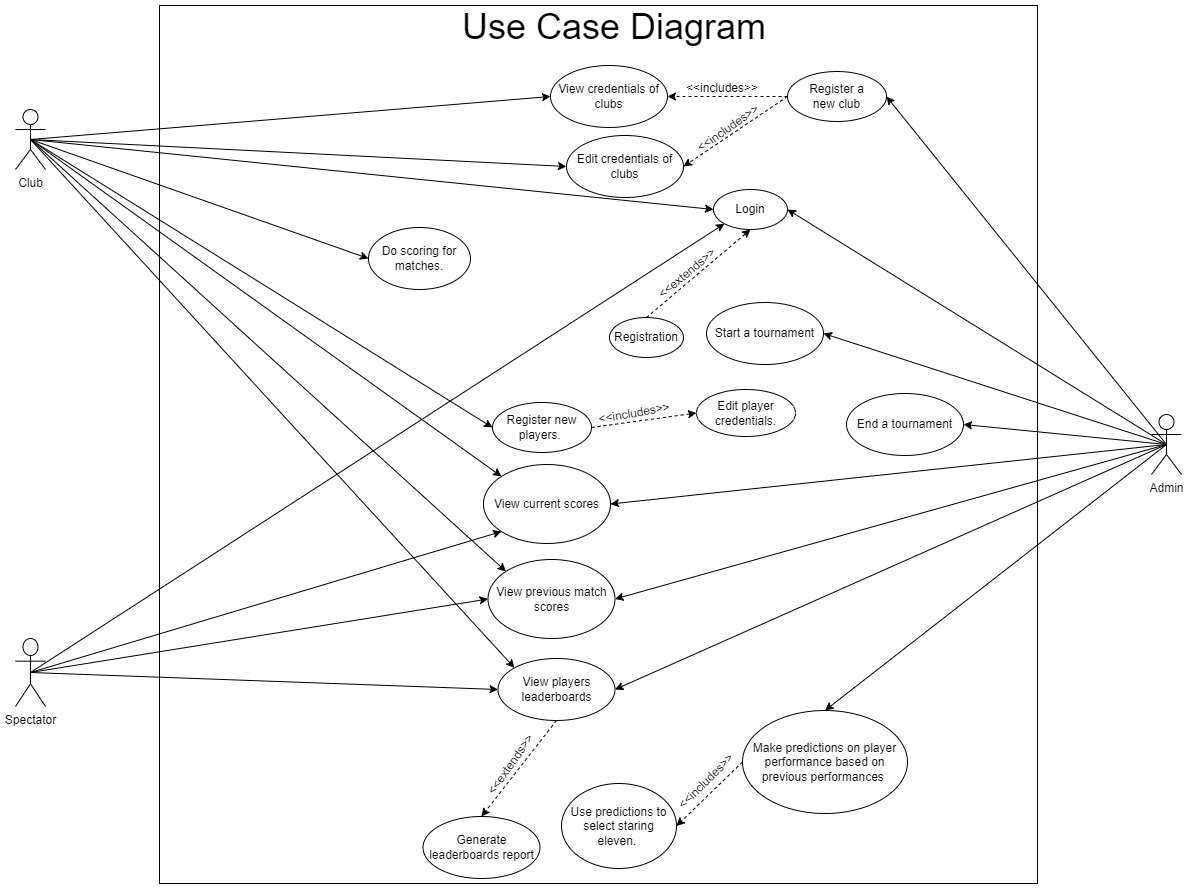 Use Case Diagram
View credentials of
clubs
<<includes>>
Register a
new club
<<includes>>
Edit credentials of
clubs
Club
Login
Do scoring for
matches.
<<extends>>
Registration
Start a tournament
Register new
players.
<<includes>>
Edit player
credentials.
End a tournament
Admin
View current scores
View previous match
scores
Spectator
View players
leaderboards
<<extends>>
Make predictions on player
performance based on
previous performances
<<includes>>
Use predictions to
select staring
eleven.
Generate
leaderboards report